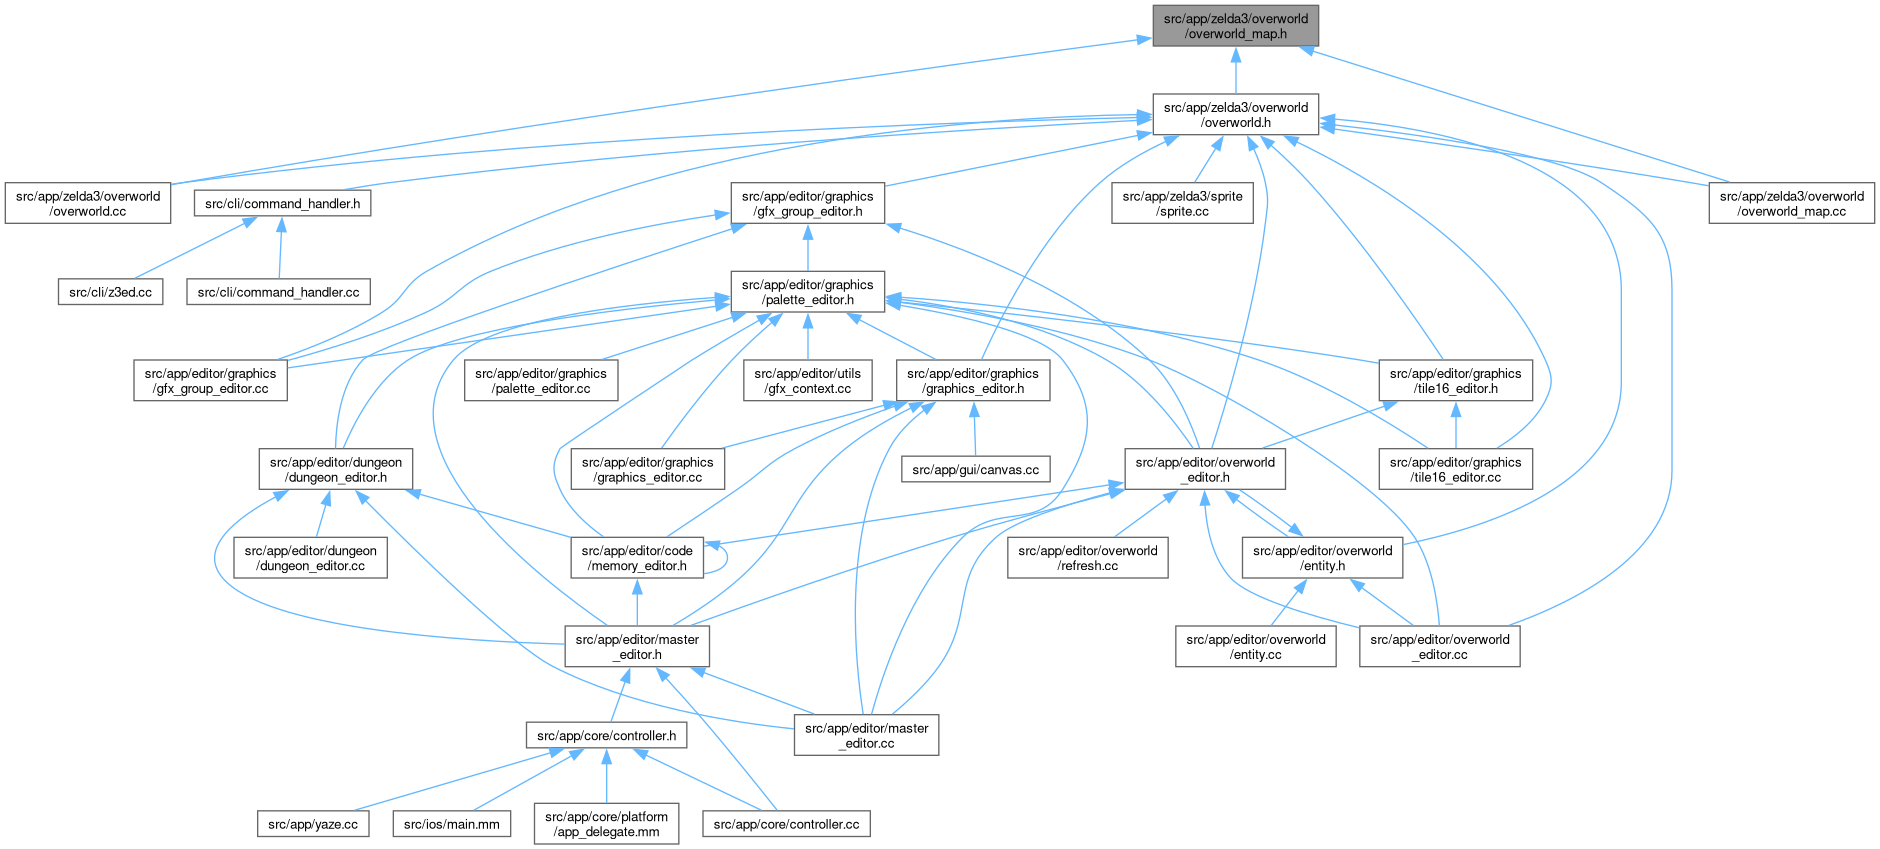 src/app/zelda3/overworld
/overworld_map.h
src/app/zelda3/overworld
/overworld.h
src/app/zelda3/overworld
/overworld.cc
src/cli/command_handler.h
src/app/editor/graphics
/gfx_group_editor.h
src/app/zelda3/sprite
/sprite.cc
src/app/zelda3/overworld
/overworld_map.cc
src/cli/z3ed.cc
src/cli/command_handler.cc
src/app/editor/graphics
/palette_editor.h
src/app/editor/graphics
/gfx_group_editor.cc
src/app/editor/graphics
/palette_editor.cc
src/app/editor/utils
/gfx_context.cc
src/app/editor/graphics
/graphics_editor.h
src/app/editor/graphics
/tile16_editor.h
src/app/editor/dungeon
/dungeon_editor.h
src/app/editor/graphics
/graphics_editor.cc
src/app/gui/canvas.cc
src/app/editor/overworld
_editor.h
src/app/editor/graphics
/tile16_editor.cc
src/app/editor/dungeon
/dungeon_editor.cc
src/app/editor/code
/memory_editor.h
src/app/editor/overworld
/refresh.cc
src/app/editor/overworld
/entity.h
src/app/editor/master
_editor.h
src/app/editor/overworld
/entity.cc
src/app/editor/overworld
_editor.cc
src/app/core/controller.h
src/app/editor/master
_editor.cc
src/app/yaze.cc
src/ios/main.mm
src/app/core/platform
/app_delegate.mm
src/app/core/controller.cc